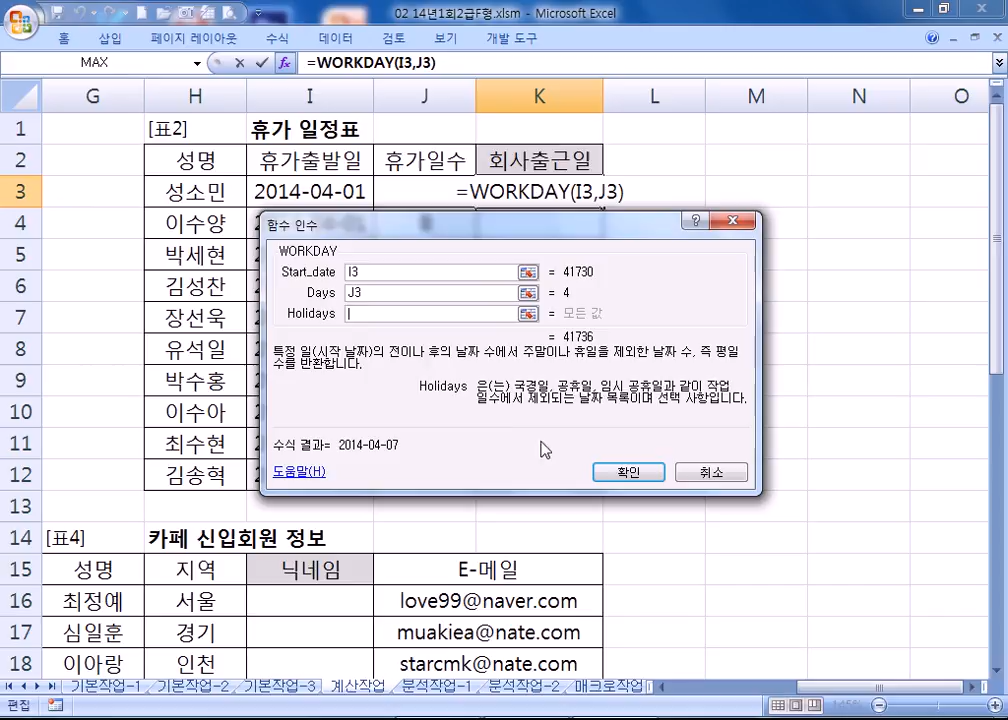 02 14년1회2급F형.xlsm - Microsoft Excel
홈 삽입 페이지 레이아웃 수식 데이터 검토 보기 개발 도구
MAX fx =WORKDAY(I3,J3)
G H I J K L M N O
1 [표2] 휴가 일정표
2 성명 휴가출발일 휴가일수 회사출근일
3 성소민 2014-04-01 =WORKDAY(I3,J3)
4 이수양
함수 인수
5 박세현
WORKDAY
Start_date I3 = 41730
6 김성찬
Days J3 = 4
7 장선욱
Holidays = 모든 값
= 41736
8 유석일
특정 일(시작 날짜)의 전이나 후의 날짜 수에서 주말이나 휴일을 제외한 날짜 수, 즉 평일
수를 반환합니다.
9 박수홍
Holidays 은(는) 국경일, 공휴일, 임시 공휴일과 같이 작업
일수에서 제외되는 날짜 목록이며 선택 사항입니다.
10 이수아
11 최수현
수식 결과= 2014-04-07
12 김송혁
도움말(H) 확인 취소
13
14 [표4] 카페 신입회원 정보
15 성명 지역 닉네임 E-메일
16 최정예 서울 love99@naver.com
17 심일훈 경기 muakiea@nate.com
18 이아랑 인천 starcmk@nate.com
기본작업-1 기본작업-2 기본작업-3 계산작업 분석작업-1 분석작업-2 매크로작업
편집